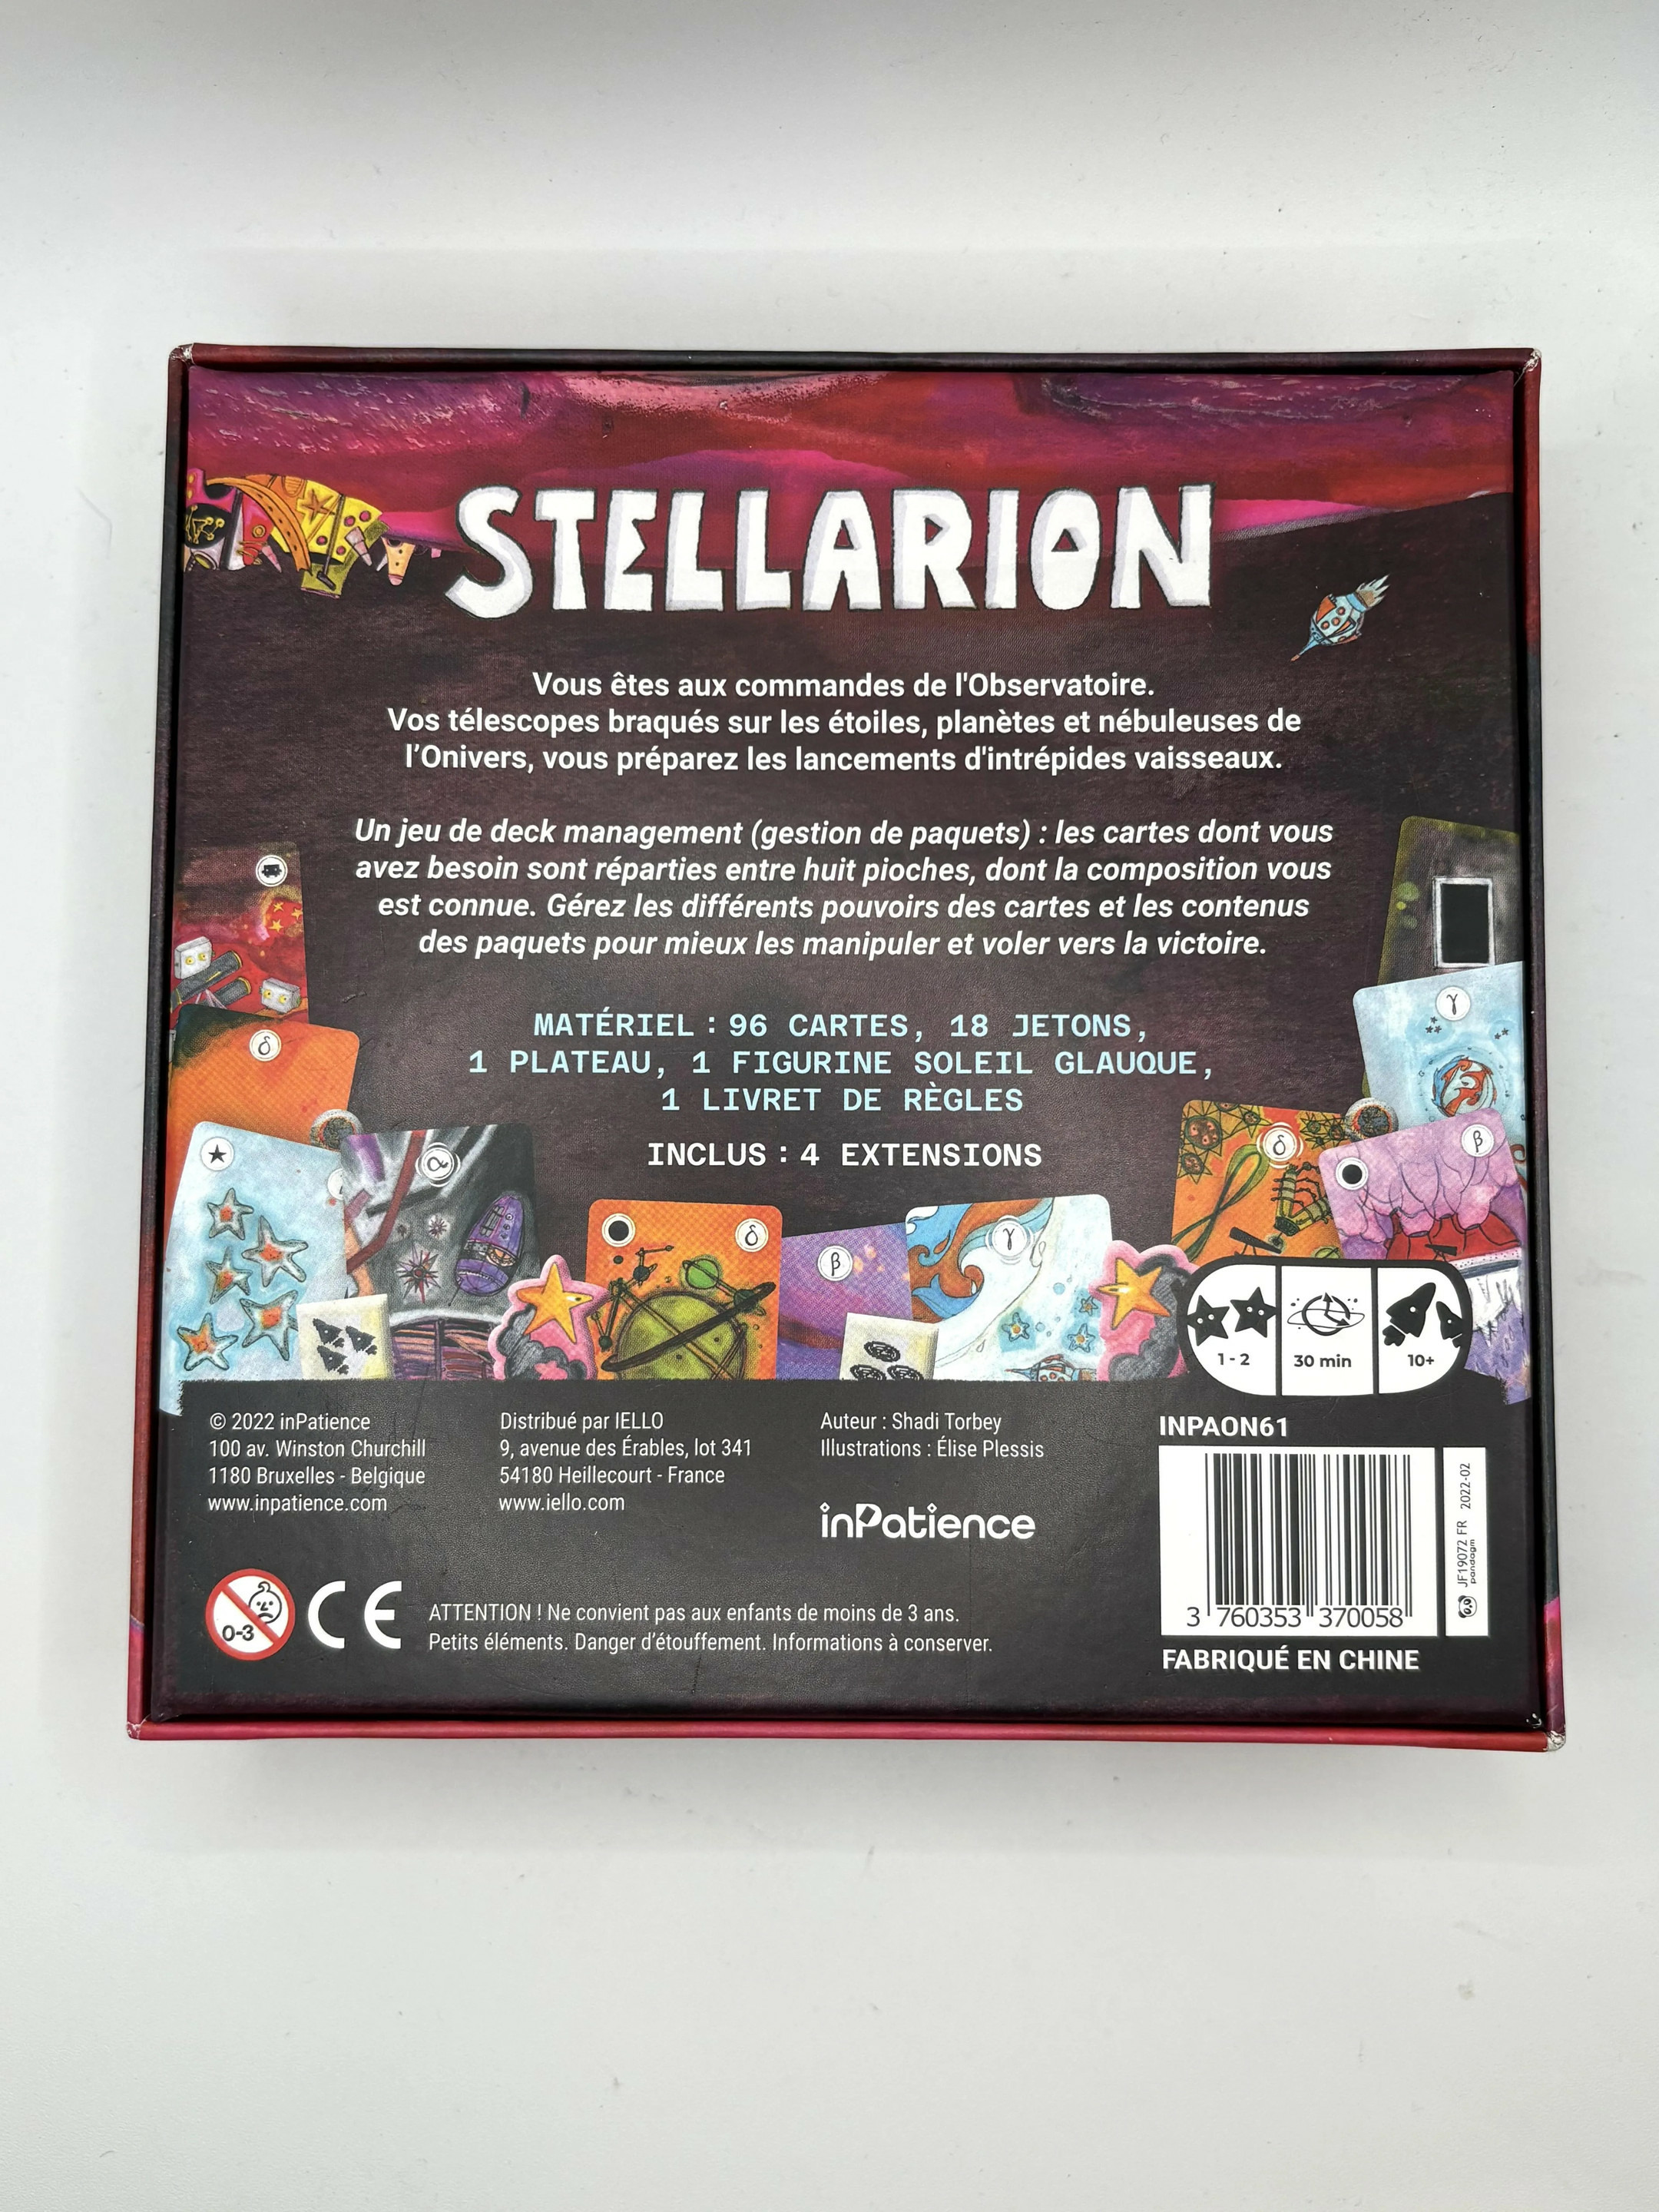 STELLARION
Vous êtes aux commandes de l'Observatoire.
Vos télescopes braqués sur les étoiles, planètes et nébuleuses de
l'Onivers, vous préparez les lancements d'intrépides vaisseaux.
Un jeu de deck management (gestion de paquets) : les cartes dont vous
avez besoin sont réparties entre huit pioches, dont la composition vous
est connue. Gérez les différents pouvoirs des cartes et les contenus
des paquets pour mieux les manipuler et voler vers la victoire.
MATÉRIEL : 96 CARTES, 18 JETONS,
1 PLATEAU, 1 FIGURINE SOLEIL GLAUQUE,
1 LIVRET DE RÈGLES
INCLUS : 4 EXTENSIONS
δ
γ
α
δ
β
δ
β
γ
1 - 2
30 min
10+
© 2022 inPatience
100 av. Winston Churchill
1180 Bruxelles - Belgique
www.inpatience.com
Distribué par IELLO
9, avenue des Érables, lot 341
54180 Heillecourt - France
www.iello.com
Auteur : Shadi Torbey
Illustrations : Élise Plessis
inPatience
INPAON61
3 760353 370058
JF19072 FR 2022-02
pandagm
FABRIQUÉ EN CHINE
0-3
CE
ATTENTION ! Ne convient pas aux enfants de moins de 3 ans.
Petits éléments. Danger d'étouffement. Informations à conserver.